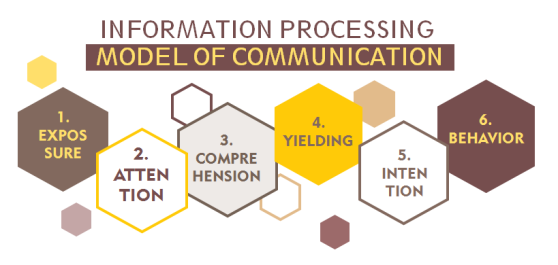 INFORMATION PROCESSING
MODEL OF COMMUNICATION
1.
EXPOS
SURE
2.
ATTEN
TION
3.
COMPRE
HENSION
4.
YIELDING
5.
INTEN
TION
6.
BEHAVIOR